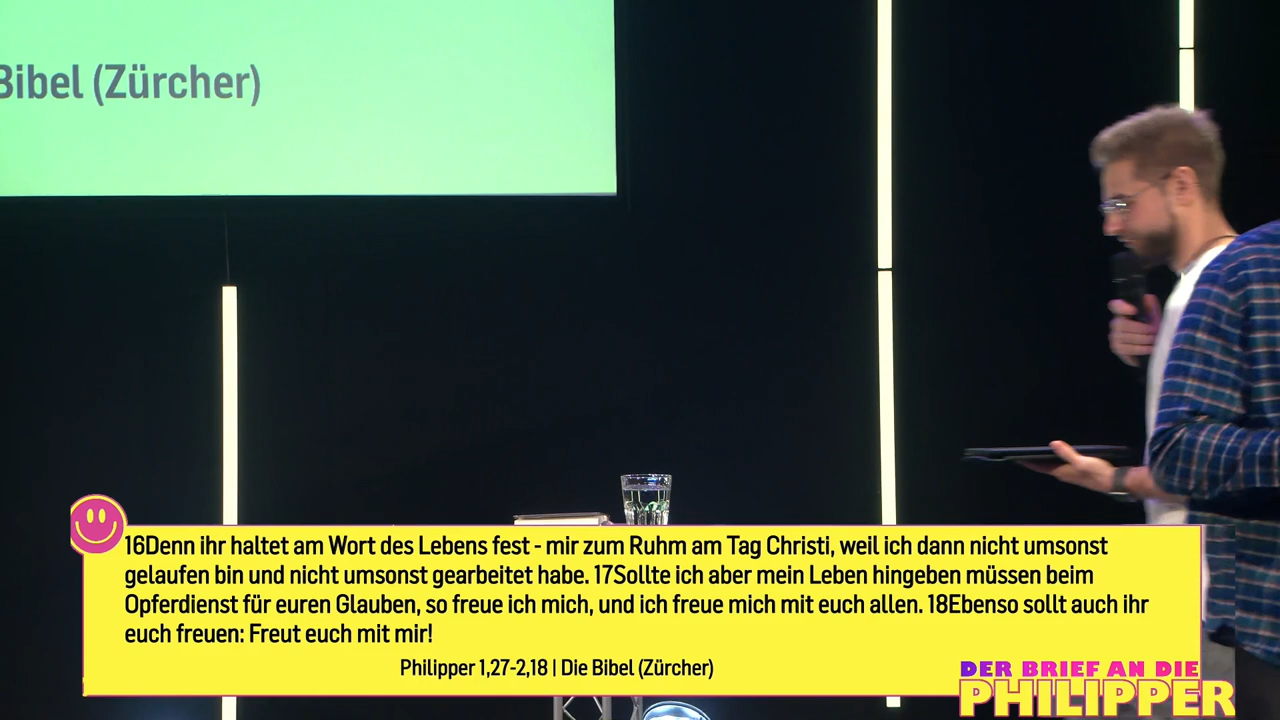 Bibel (Zürcher)
16Denn ihr haltet am Wort des Lebens fest - mir zum Ruhm am Tag Christi, weil ich dann nicht umsonst
gelaufen bin und nicht umsonst gearbeitet habe. 17Sollte ich aber mein Leben hingeben müssen beim
Opferdienst für euren Glauben, so freue ich mich, und ich freue mich mit euch allen. 18Ebenso sollt auch ihr
euch freuen: Freut euch mit mir!
Philipper 1,27-2,18 | Die Bibel (Zürcher)
DER BRIEF AN DIE
PHILIPPER